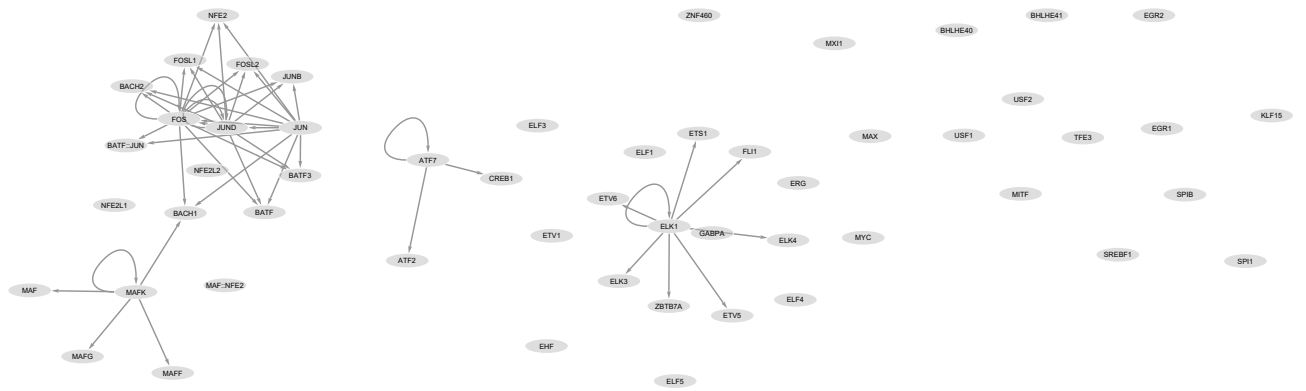 NFE2
ZNF460
BHLHE41
EGR2
BHLHE40
MXI1
FOSL1
FOSL2
JUNB
BACH2
USF2
KLF15
FOS
JUND
JUN
ELF3
ETS1
MAX
USF1
TFE3
EGR1
BATF::JUN
ELF1
FLI1
ATF7
NFE2L2
BATF3
CREB1
ERG
MITF
SPIB
ETV6
NFE2L1
BACH1
BATF
ELK1
GABPA
ETV1
ELK4
MYC
SREBF1
ATF2
SPI1
ELK3
MAF::NFE2
MAF
MAFK
ELF4
ZBTB7A
ETV5
EHF
MAFG
MAFF
ELF5